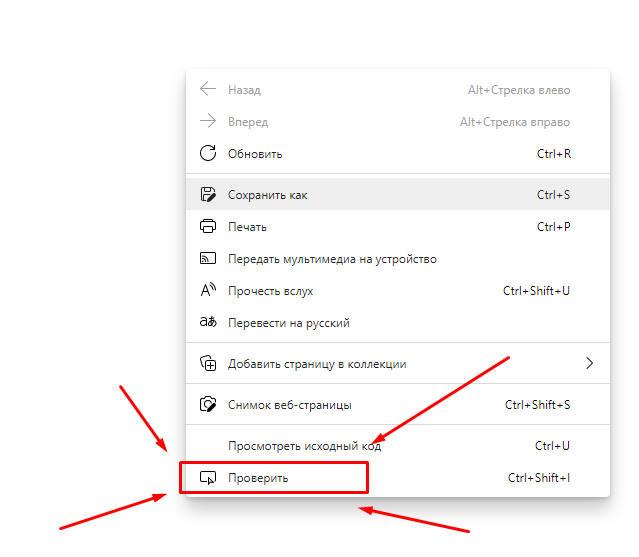 Назад Alt+Стрелка влево
Вперед Alt+Стрелка вправо
Обновить Ctrl+R
Сохранить как Ctrl+S
Печать Ctrl+P
Передать мультимедиа на устройство
Прочесть вслух Ctrl+Shift+U
Перевести на русский
Добавить страницу в коллекции
Снимок веб-страницы Ctrl+Shift+S
Просмотреть исходный код Ctrl+U
Проверить Ctrl+Shift+I